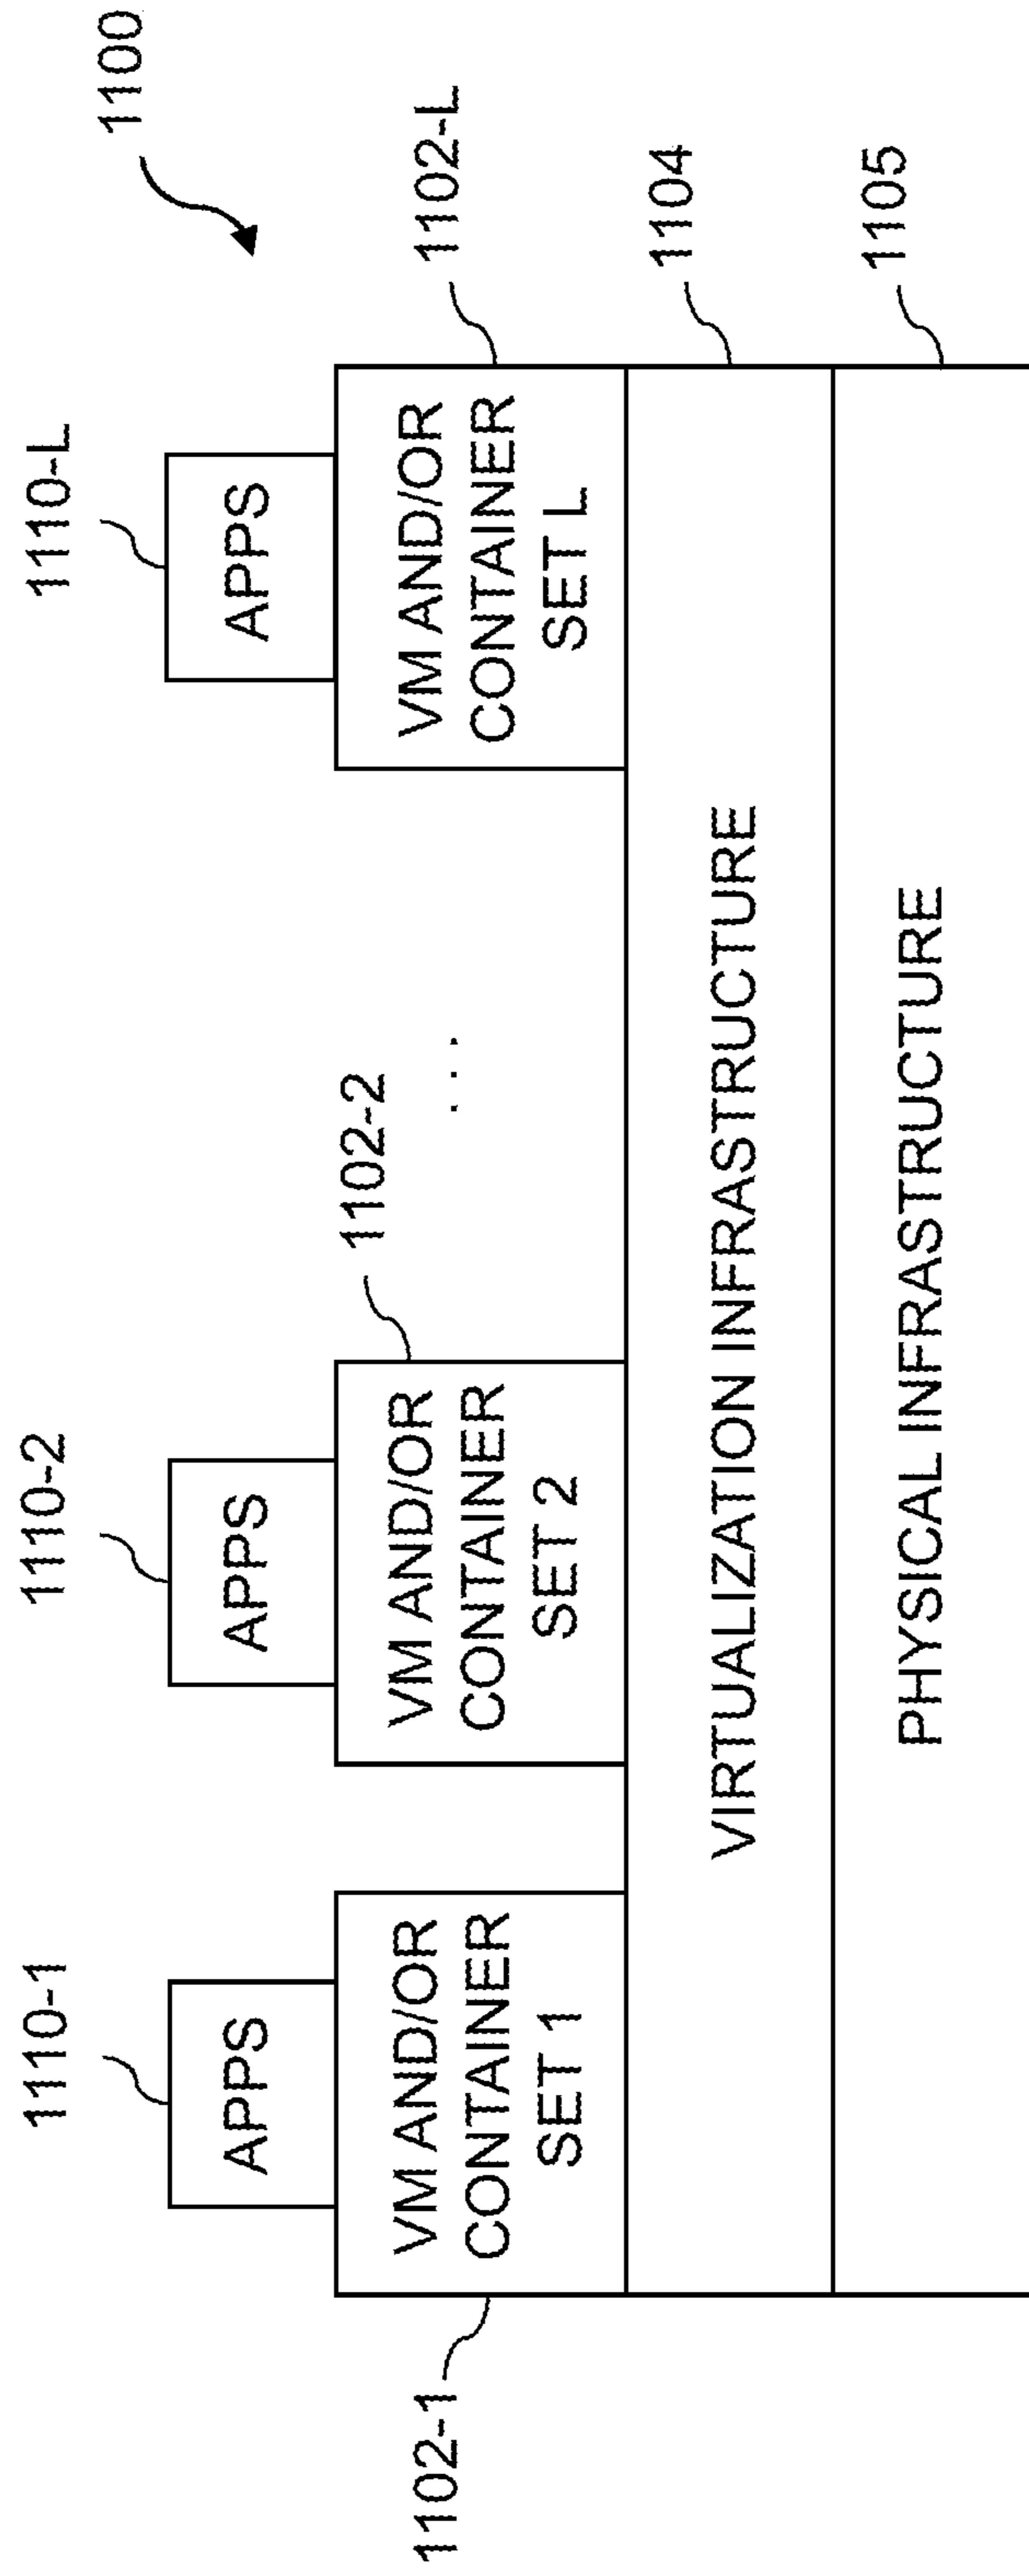 1100
1110-1
1110-2
1110-L
APPS
APPS
APPS
1102-1
VM AND/OR
CONTAINER
SET 1
VM AND/OR
CONTAINER
SET 2
1102-2
...
VM AND/OR
CONTAINER
SET L
1102-L
VIRTUALIZATION INFRASTRUCTURE
1104
PHYSICAL INFRASTRUCTURE
1105